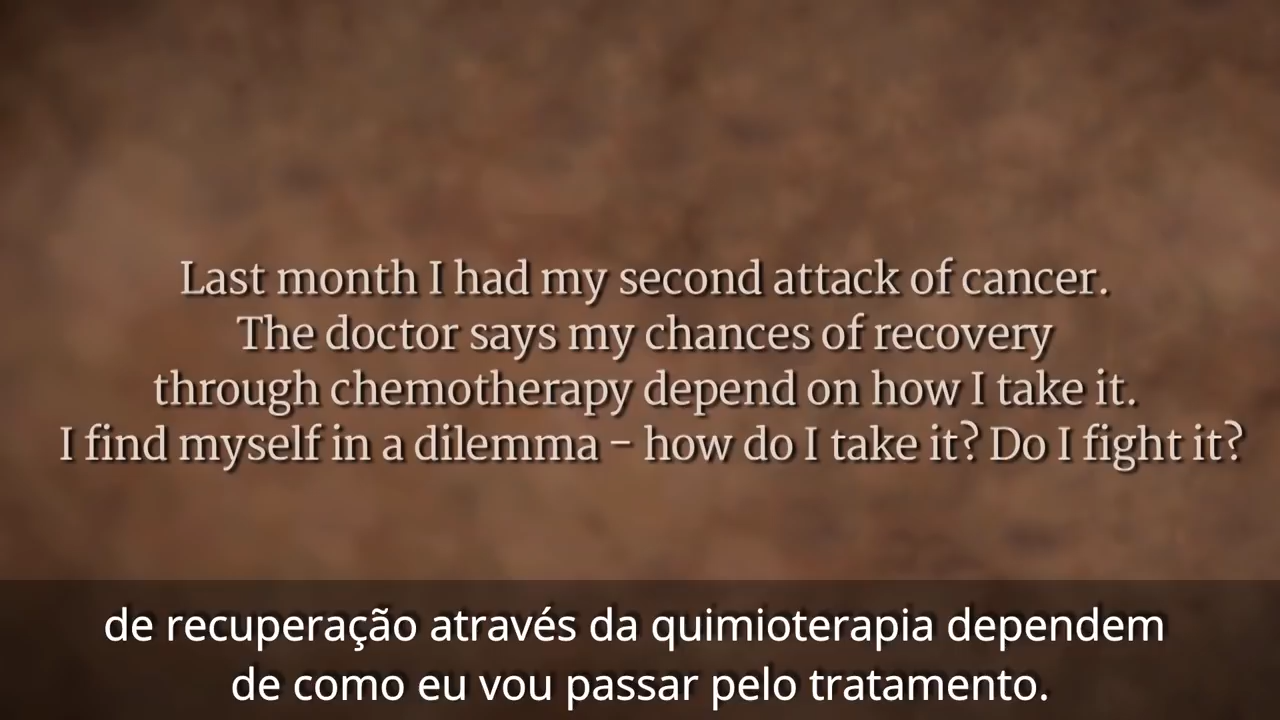 Last month I had my second attack of cancer.
The doctor says my chances of recovery
through chemotherapy depend on how I take it.
I find myself in a dilemma – how do I take it? Do I fight it?
de recuperação através da quimioterapia dependem
de como eu vou passar pelo tratamento.